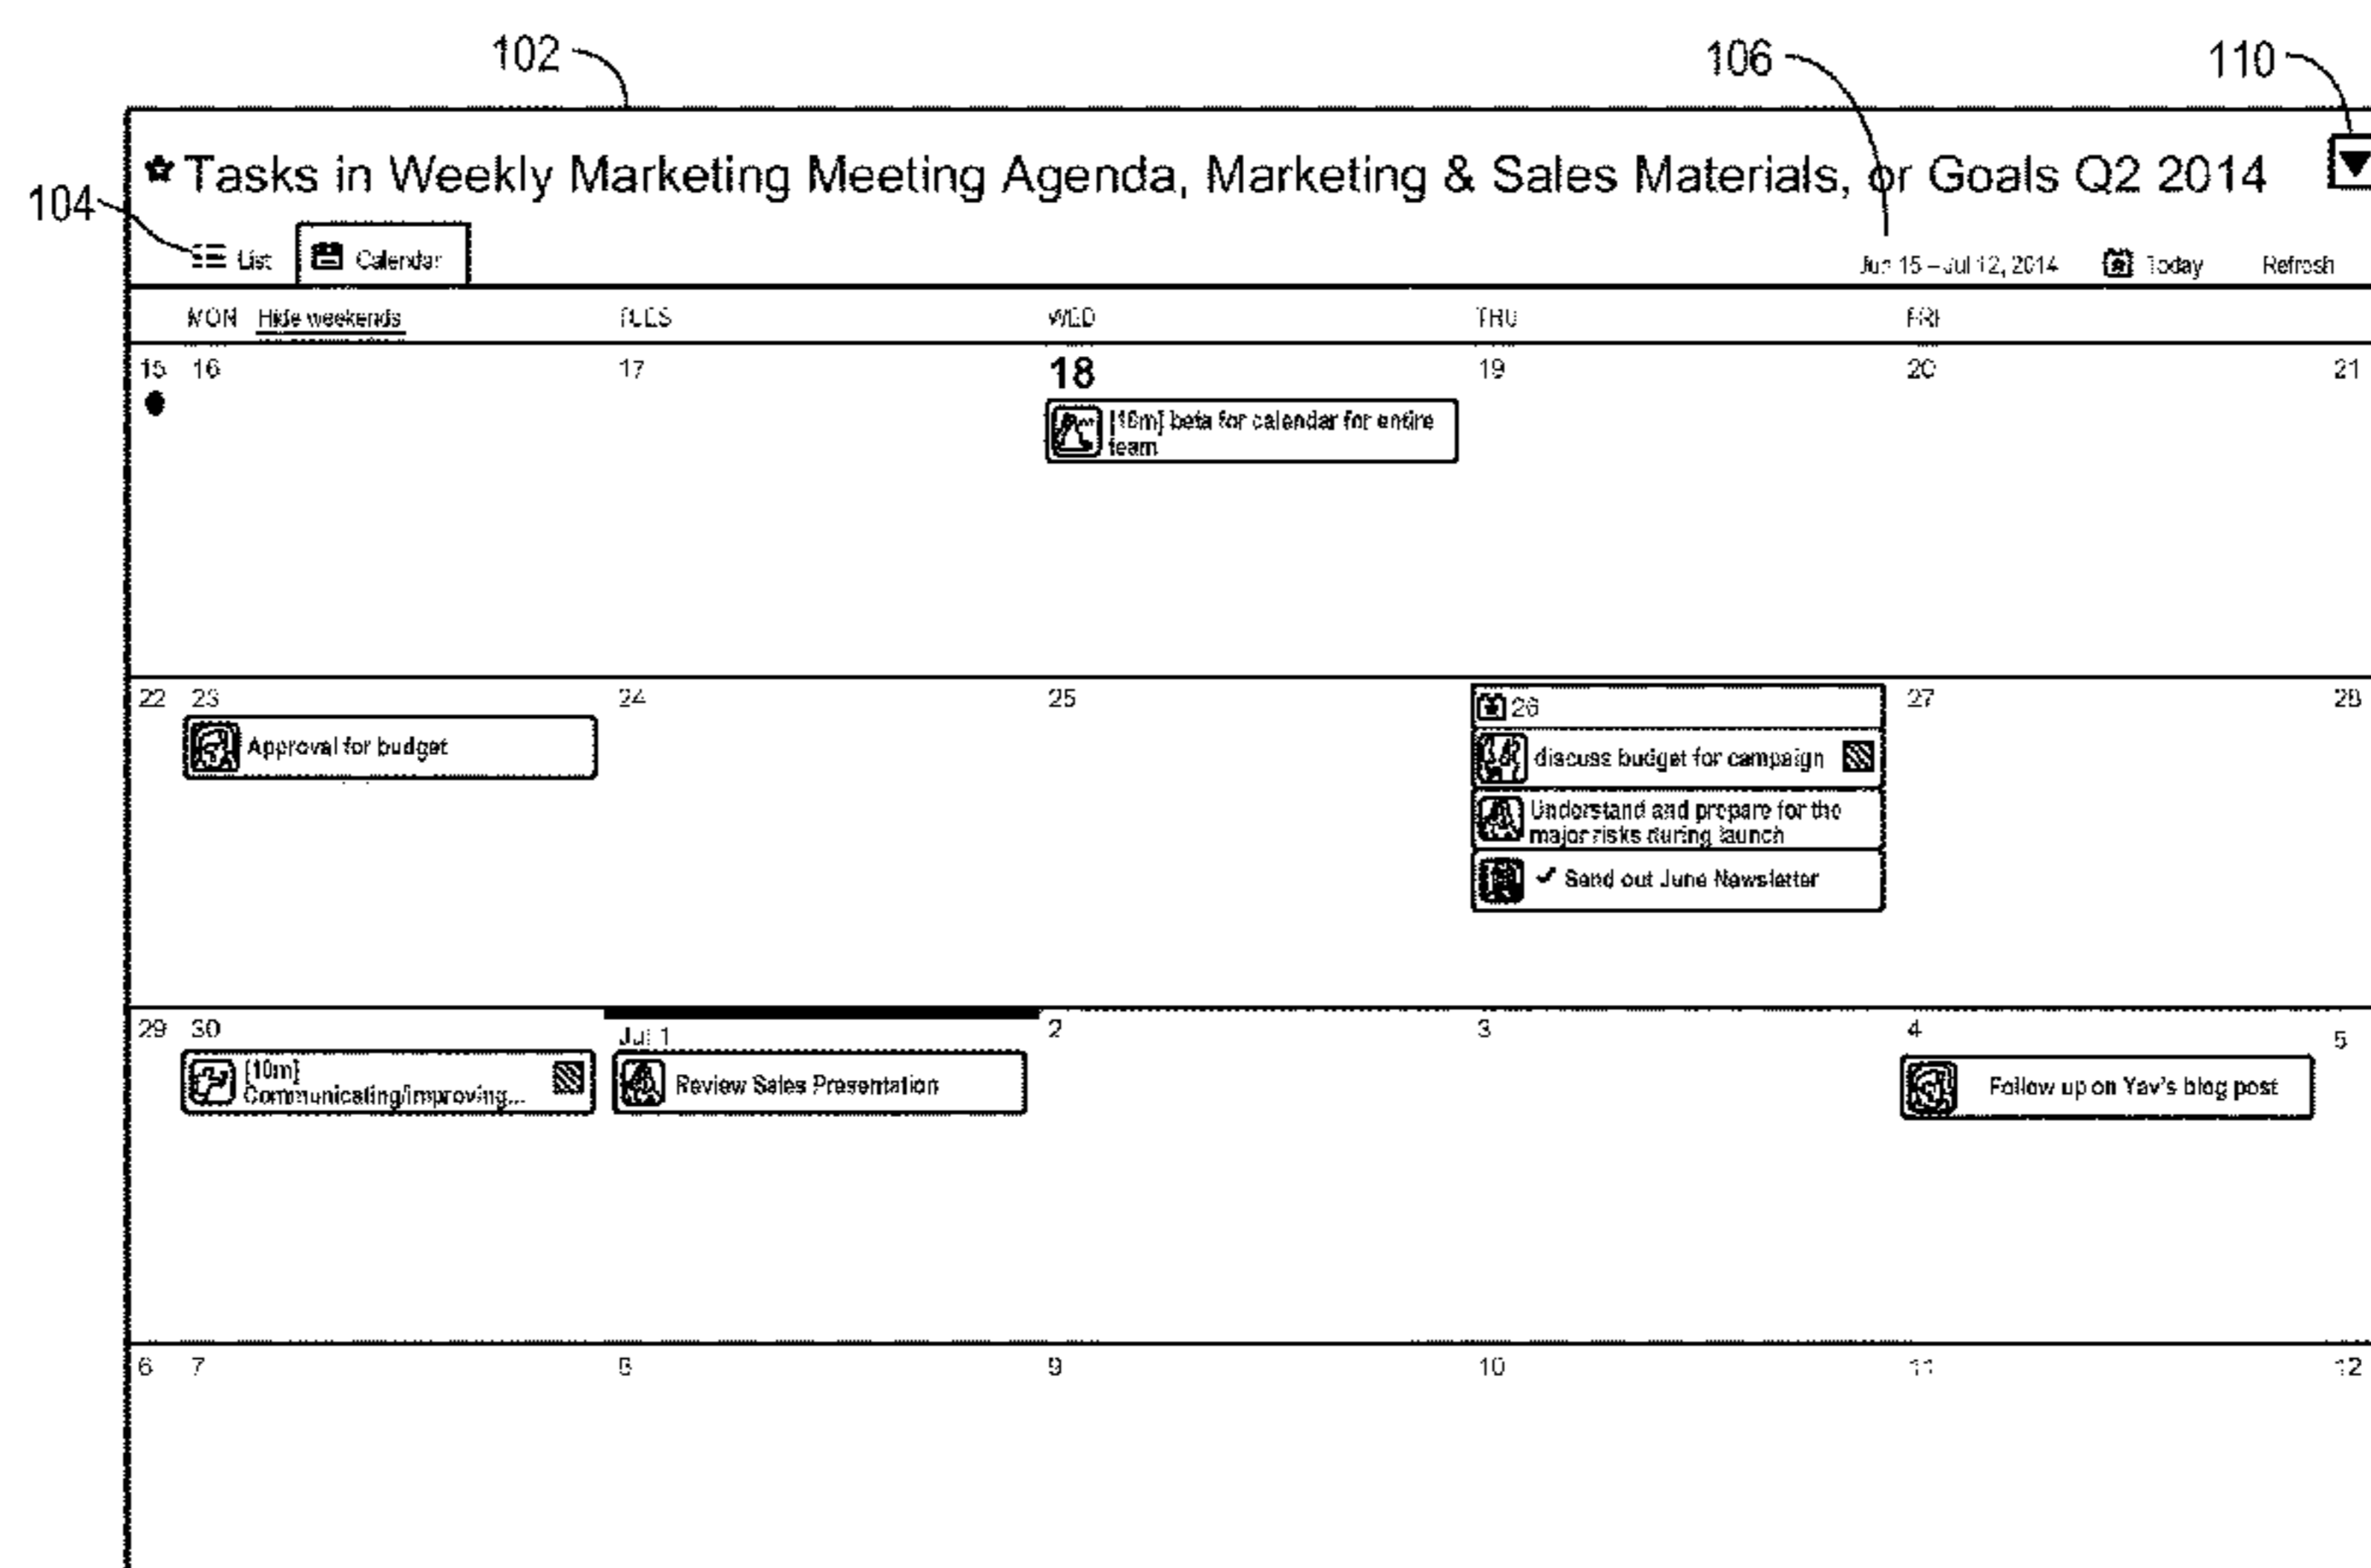 102 106 110
Tasks in Weekly Marketing Meeting Agenda, Marketing & Sales Materials, or Goals Q2 2014
104
List Calendar Jun 15 – Jul 12, 2014 Today Refresh
MON Hide weekends TUES WED THU FRI
15 16 17 18 19 20 21
[10m] beta for calendar for entire
team
22 23 24 25 26 27 28
Approval for budget
discuss budget for campaign
Understand and prepare for the
major risks during launch
✓ Send out June Newsletter
29 30 Jul 1 2 3 4 5
[10m]
Communicating/improving...
Review Sales Presentation
Follow up on Yav's blog post
6 7 8 9 10 11 12